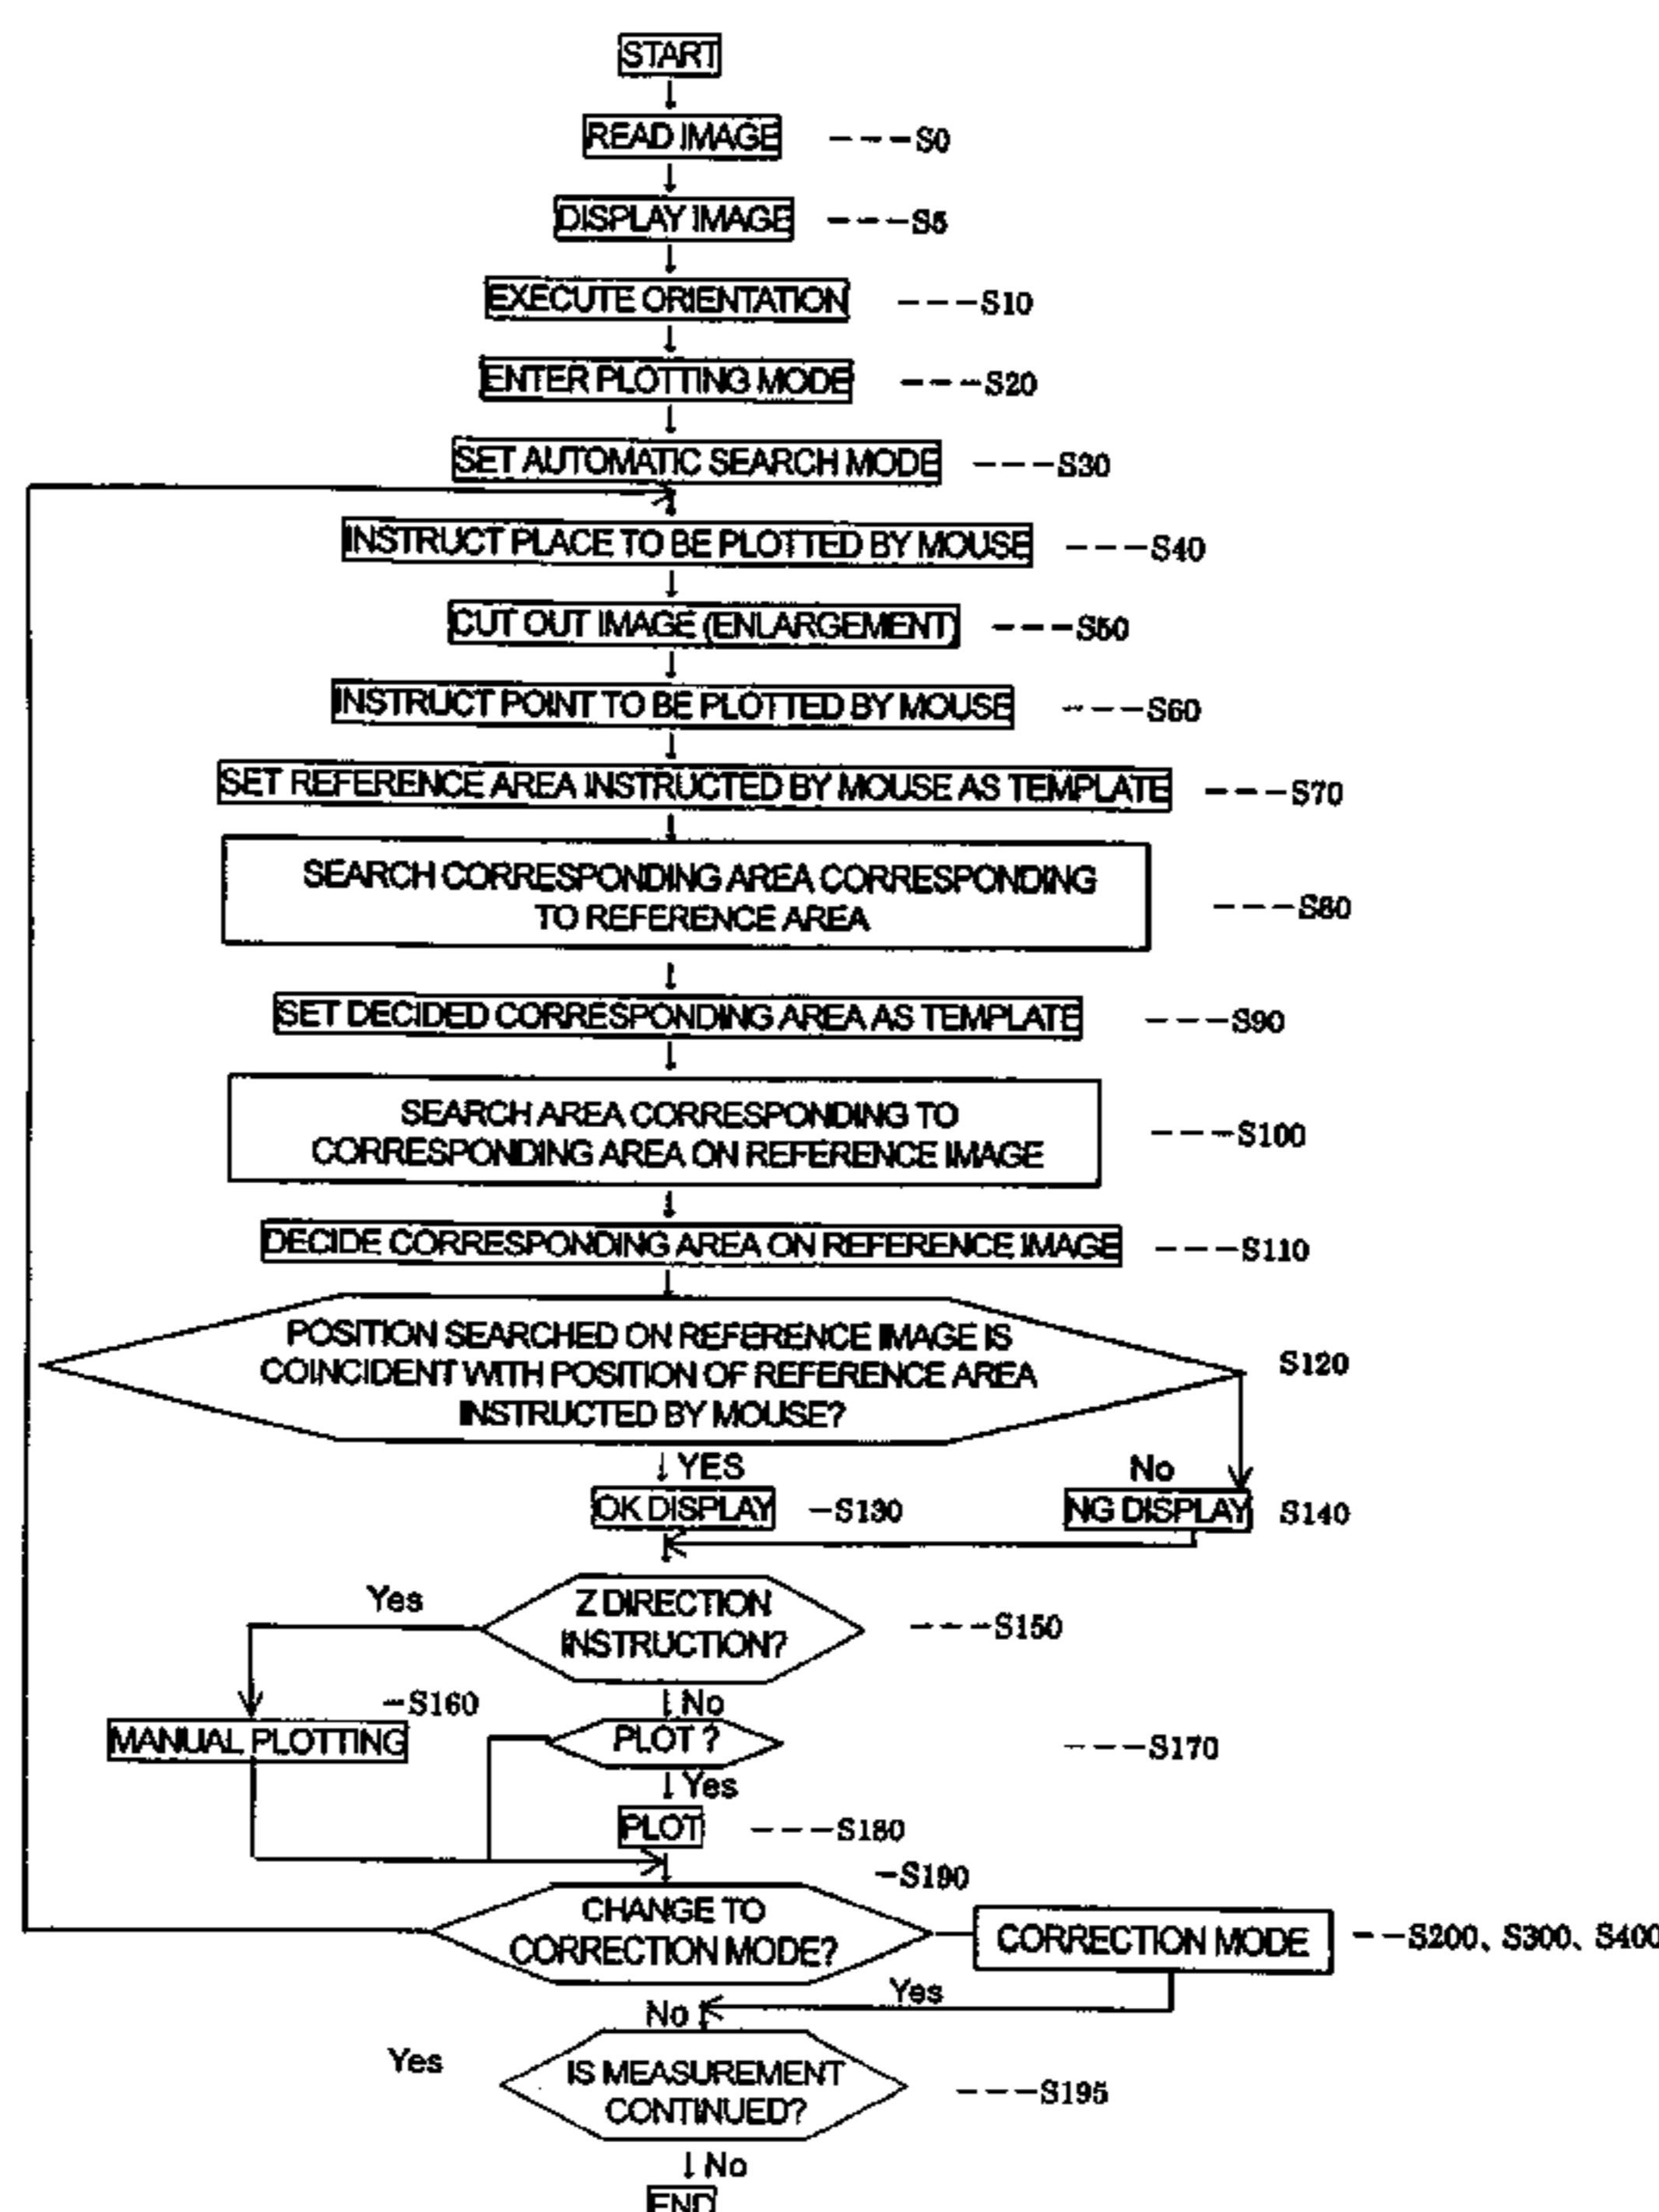 START
READ IMAGE ---S0
DISPLAY IMAGE ---S5
EXECUTE ORIENTATION ---S10
ENTER PLOTTING MODE ---S20
SET AUTOMATIC SEARCH MODE ---S30
INSTRUCT PLACE TO BE PLOTTED BY MOUSE ---S40
CUT OUT IMAGE (ENLARGEMENT) ---S50
INSTRUCT POINT TO BE PLOTTED BY MOUSE ---S60
SET REFERENCE AREA INSTRUCTED BY MOUSE AS TEMPLATE ---S70
SEARCH CORRESPONDING AREA CORRESPONDING
TO REFERENCE AREA ---S80
SET DECIDED CORRESPONDING AREA AS TEMPLATE ---S90
SEARCH AREA CORRESPONDING TO
CORRESPONDING AREA ON REFERENCE IMAGE ---S100
DECIDE CORRESPONDING AREA ON REFERENCE IMAGE ---S110
POSITION SEARCHED ON REFERENCE IMAGE IS
COINCIDENT WITH POSITION OF REFERENCE AREA S120
INSTRUCTED BY MOUSE?
YES No
OK DISPLAY -S130 NG DISPLAY S140
Yes Z DIRECTION
INSTRUCTION? ---S150
-S160 No
MANUAL PLOTTING PLOT ? ---S170
Yes
PLOT ---S180
-S190
CHANGE TO
CORRECTION MODE? CORRECTION MODE --S200、S300、S400
Yes
No
Yes IS MEASUREMENT
CONTINUED? ---S195
No
END